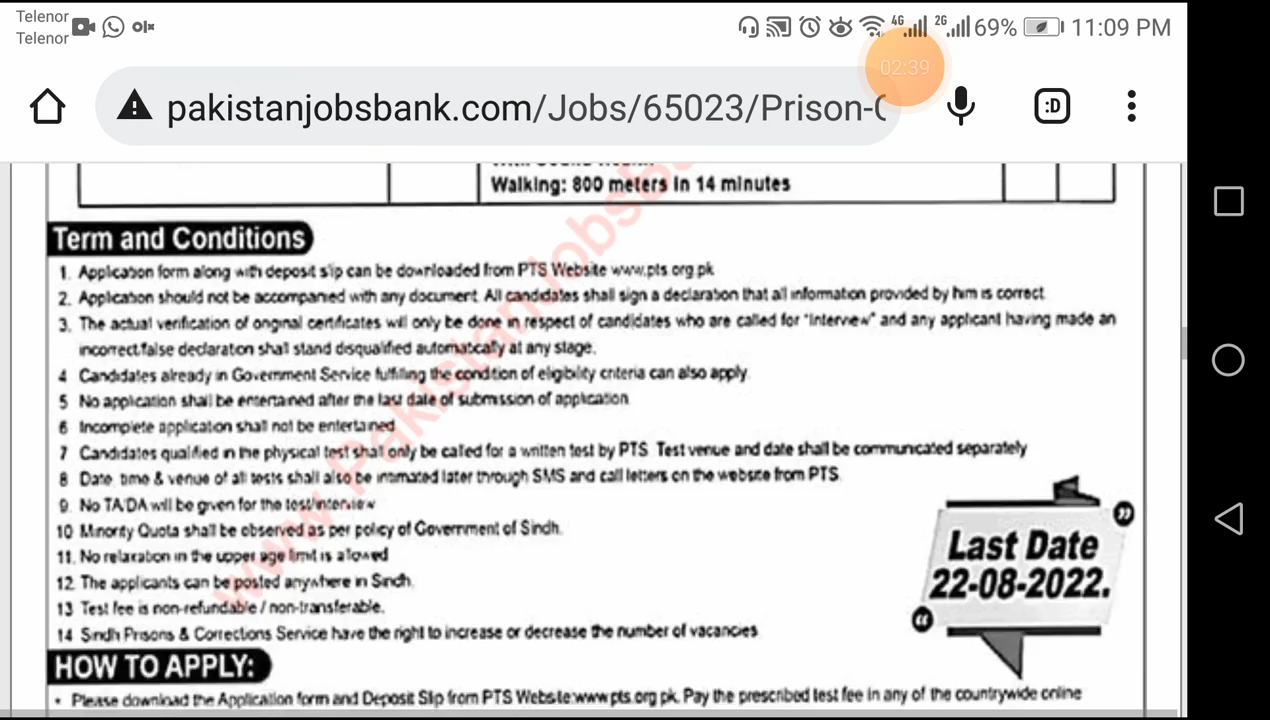 Telenor
Telenor
olx
4G 2G 69% 11:09 PM
02:39
pakistanjobsbank.com/Jobs/65023/Prison-
:D
Walking: 800 meters in 14 minutes
Term and Conditions
1. Application form along with deposit slip can be downloaded from PTS Website www.pts.org.pk
2. Application should not be accompanied with any document. All candidates shall sign a declaration that all information provided by him is correct.
3. The actual verification of original certificates will only be done in respect of candidates who are called for "Interview" and any applicant having made an
incorrect/false declaration shall stand disqualified automatically at any stage.
4 Candidates already in Government Service fulfilling the condition of eligibility criteria can also apply.
5 No application shall be entertained after the last date of submission of application
6 Incomplete application shall not be entertained
7 Candidates qualified in the physical test shall only be called for a written test by PTS. Test venue and date shall be communicated separately
8 Date, time & venue of all tests shall also be intimated later through SMS and call letters on the website from PTS.
9. No TA/DA will be given for the test/interview
10 Minority Quota shall be observed as per policy of Government of Sindh.
11. No relaxation in the upper age limit is allowed
12. The applicants can be posted anywhere in Sindh.
13 Test fee is non-refundable / non-transferable.
14 Sindh Prisons & Corrections Service have the right to increase or decrease the number of vacancies
Last Date
22-08-2022.
HOW TO APPLY:
* Please download the Application form and Deposit Slip from PTS Website:www.pts.org.pk. Pay the prescribed test fee in any of the countrywide online
www.PakistanJobsBa